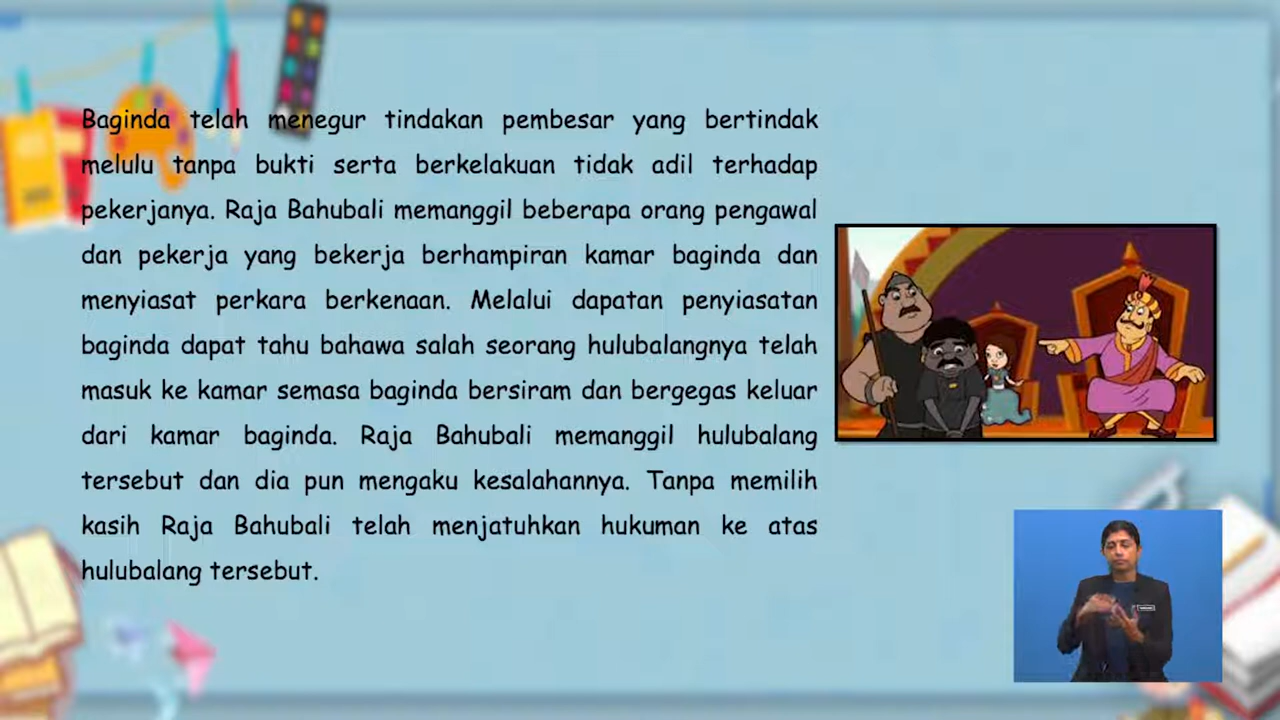 Baginda telah menegur tindakan pembesar yang bertindak
melulu tanpa bukti serta berkelakuan tidak adil terhadap
pekerjanya. Raja Bahubali memanggil beberapa orang pengawal
dan pekerja yang bekerja berhampiran kamar baginda dan
menyiasat perkara berkenaan. Melalui dapatan penyiasatan
baginda dapat tahu bahawa salah seorang hulubalangnya telah
masuk ke kamar semasa baginda bersiram dan bergegas keluar
dari kamar baginda. Raja Bahubali memanggil hulubalang
tersebut dan dia pun mengaku kesalahannya. Tanpa memilih
kasih Raja Bahubali telah menjatuhkan hukuman ke atas
hulubalang tersebut.